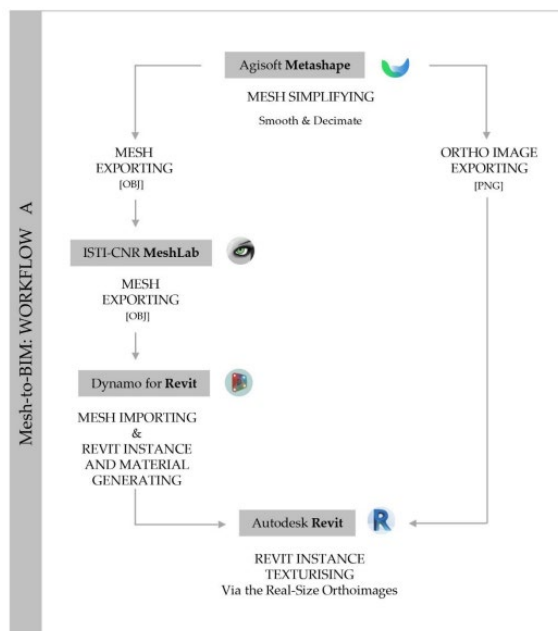 Mesh-to-BIM: WORKFLOW A
Agisoft Metashape
MESH SIMPLIFYING
Smooth & Decimate
MESH
EXPORTING
[OBJ]
ORTHO IMAGE
EXPORTING
[PNG]
ISTI-CNR MeshLab
MESH
EXPORTING
[OBJ]
Dynamo for Revit
MESH IMPORTING
&
REVIT INSTANCE
AND MATERIAL
GENERATING
Autodesk Revit
R
REVIT INSTANCE
TEXTURISING
Via the Real-Size Orthoimages